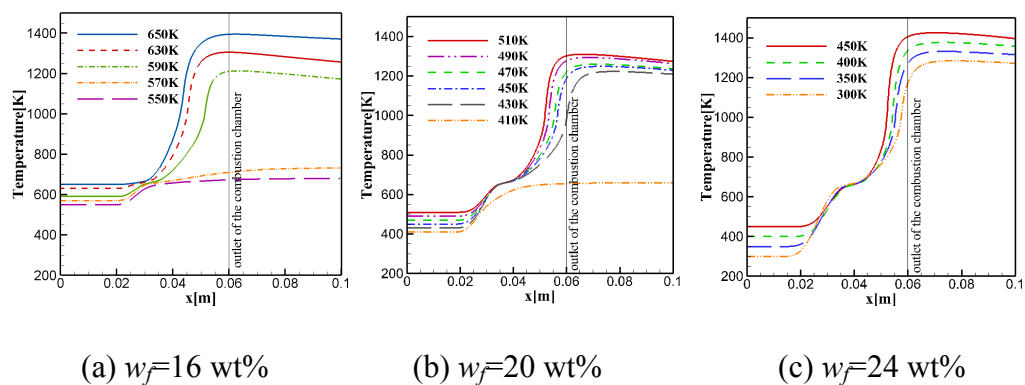 1400
1200
1000
800
600
400
200
Temperature[K]
650K
630K
590K
570K
550K
outlet of the combustion chamber
0 0.02 0.04 0.06 0.08 0.1
x[m]
(a) wf=16 wt%
1400
1200
1000
800
600
400
200
Temperature[K]
510K
490K
470K
450K
430K
410K
outlet of the combustion chamber
0 0.02 0.04 0.06 0.08 0.1
x[m]
(b) wf=20 wt%
1400
1200
1000
800
600
400
200
Temperature[K]
450K
400K
350K
300K
outlet of the combustion chamber
0 0.02 0.04 0.06 0.08 0.1
x[m]
(c) wf=24 wt%